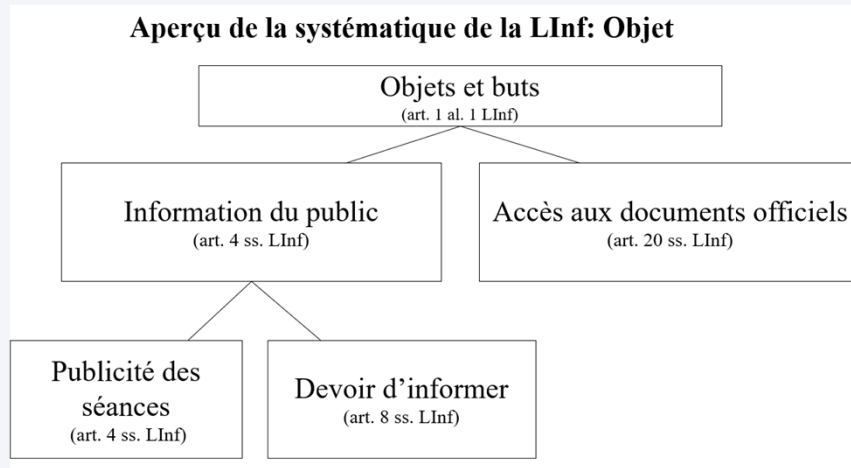 Aperçu de la systématique de la LInf: Objet
Objets et buts
(art. 1 al. 1 LInf)
Information du public
(art. 4 ss. LInf)
Accès aux documents officiels
(art. 20 ss. LInf)
Publicité des
séances
(art. 4 ss. LInf)
Devoir d’informer
(art. 8 ss. LInf)